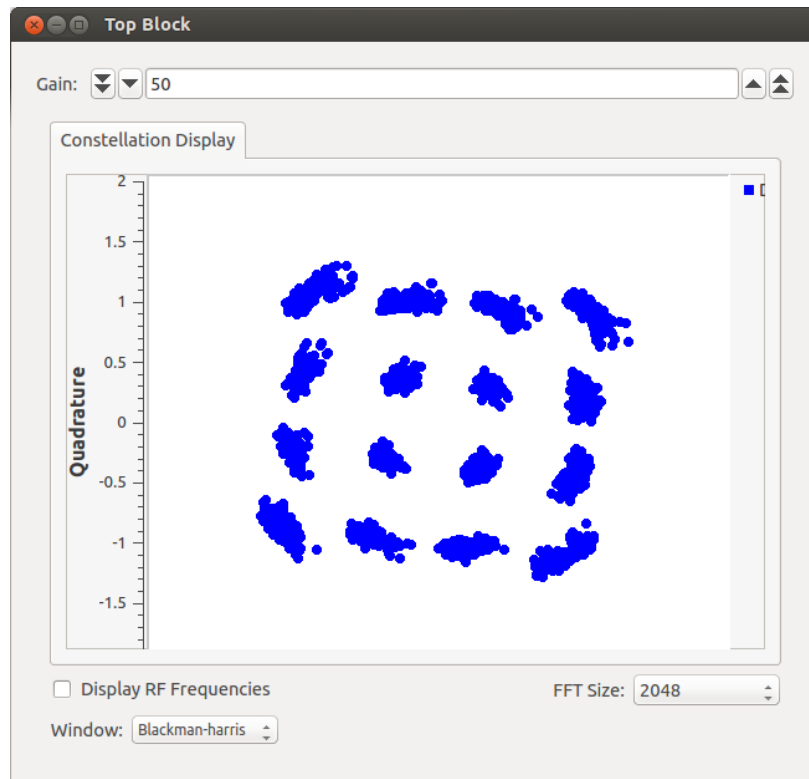 Top Block
Gain: 50
Constellation Display
2
1.5
1
0.5
0
-0.5
-1
-1.5
Quadrature
Display RF Frequencies
FFT Size: 2048
Window: Blackman-harris